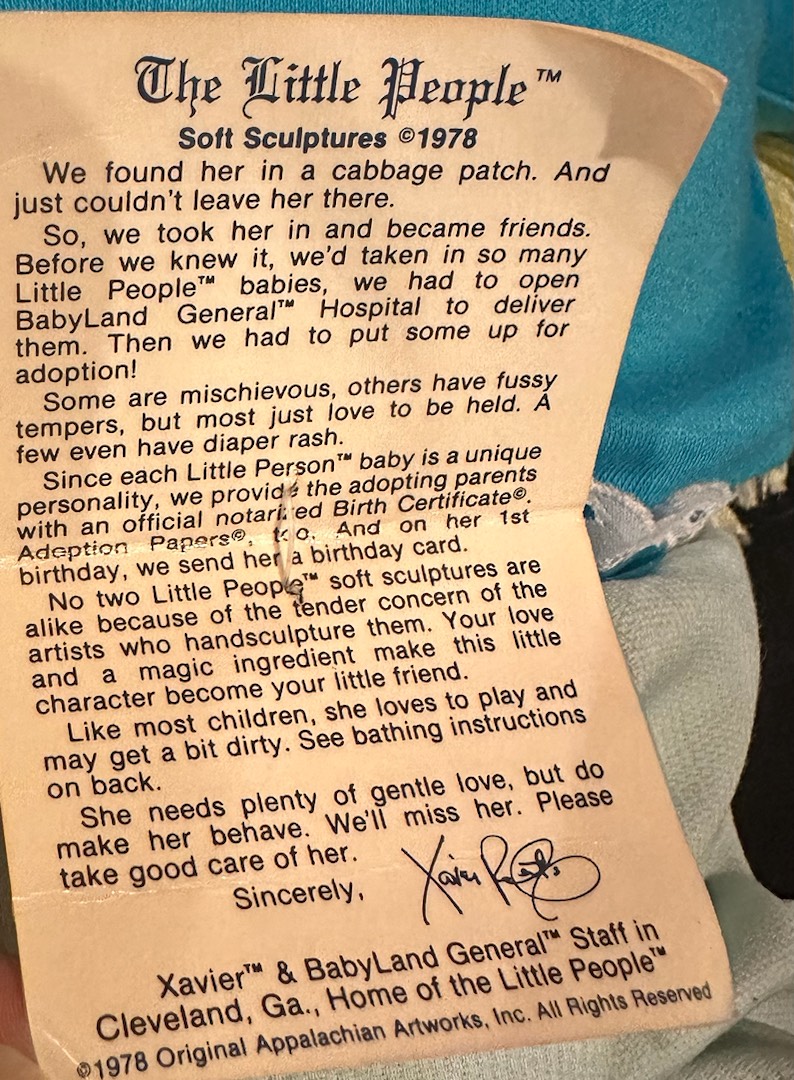 The Little People™
Soft Sculptures ©1978
We found her in a cabbage patch. And
just couldn't leave her there.
So, we took her in and became friends.
Before we knew it, we'd taken in so many
Little People™ babies, we had to open
BabyLand General™ Hospital to deliver
them. Then we had to put some up for
adoption!
Some are mischievous, others have fussy
tempers, but most just love to be held. A
few even have diaper rash.
Since each Little Person™ baby is a unique
personality, we provide the adopting parents
with an official notarized Birth Certificate©.
Adoption Papers©, too. And on her 1st
birthday, we send her a birthday card.
No two Little People™ soft sculptures are
alike because of the tender concern of the
artists who handsculpture them. Your love
and a magic ingredient make this little
character become your little friend.
Like most children, she loves to play and
may get a bit dirty. See bathing instructions
on back.
She needs plenty of gentle love, but do
make her behave. We'll miss her. Please
take good care of her.
Sincerely, Xavier Roberts
Xavier™ & BabyLand General™ Staff in
Cleveland, Ga., Home of the Little People™
©1978 Original Appalachian Artworks, Inc. All Rights Reserved